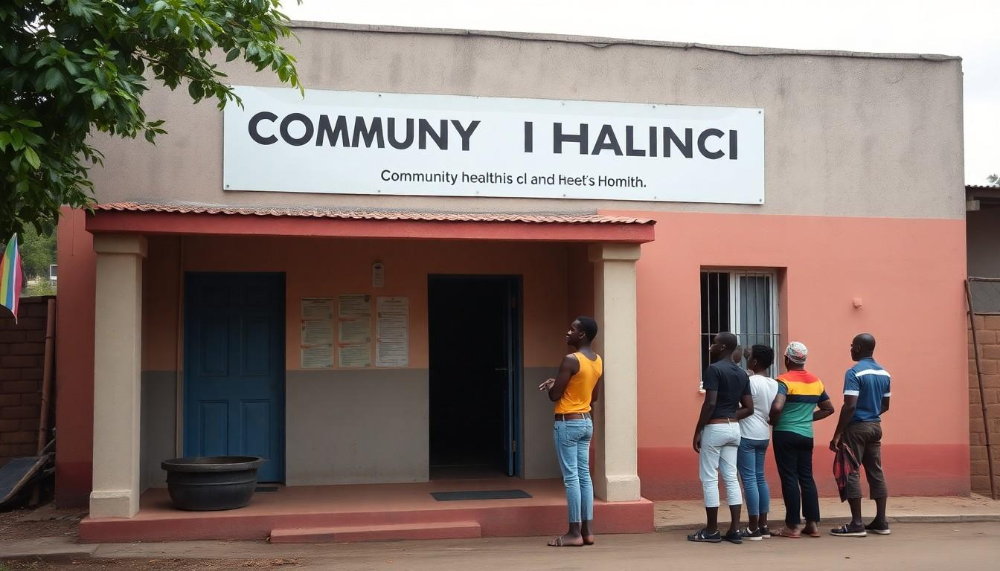 COMMUNY I HALINCI
Community healthis cl and Heet's Homith.